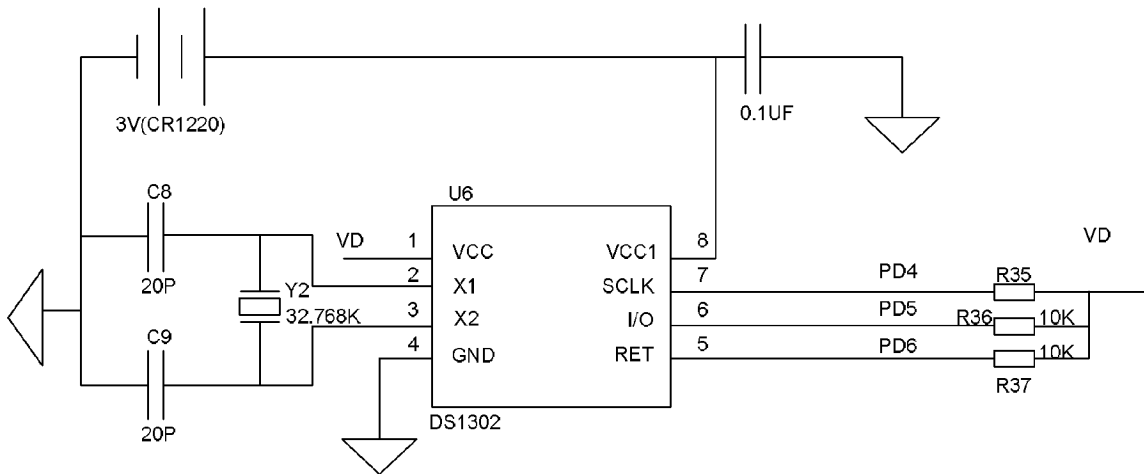 3V(CR1220)
0.1UF
C8
20P
U6
VD
1
VCC
VCC1
8
VD
2
X1
SCLK
7
PD4
R35
Y2
32.768K
3
X2
I/O
6
PD5
R36
10K
C9
4
GND
RET
5
PD6
10K
R37
20P
DS1302